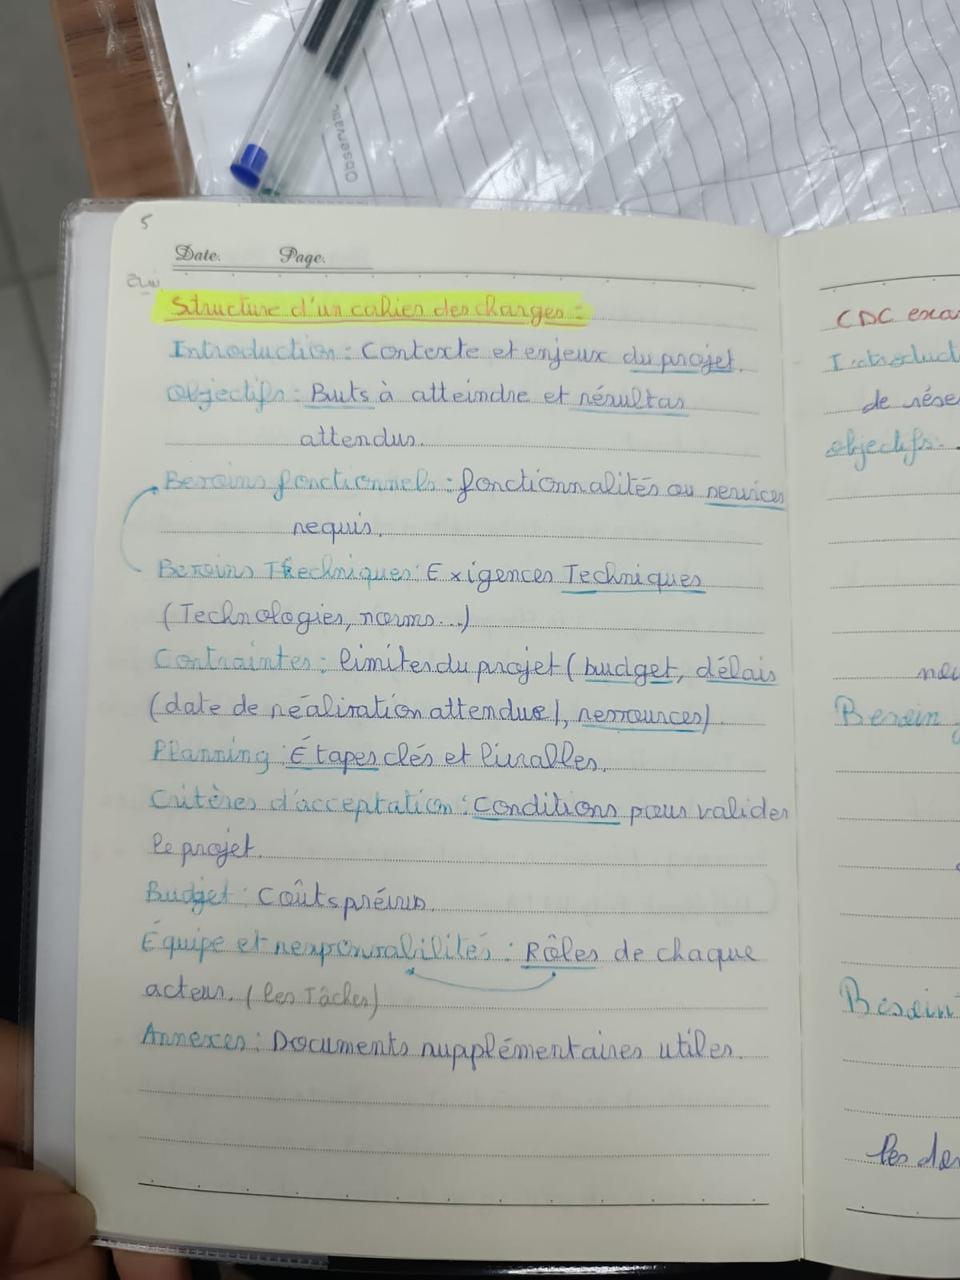 OBSENASO
5
Date. Page.
Structure d'un cahier des charges :
Introduction : Contexte et enjeux du projet.
Objectifs : Buts à atteindre et résultas
attendus.
Besoins fonctionnels : fonctionnalités ou services
requis.
Besoins Techniques : Exigences Techniques
(Technologies, norms...)
Contraintes : limites du projet (budget, délais
(date de réalisation attendue), ressources)
Planning : Étapes clés et livrables.
Critères d'acceptation : Conditions pour valider
le projet.
Budget : Coûts prévus.
Équipe et responsabilités : Rôles de chaque
acteur. (les Tâches)
Annexes : Documents supplémentaires utiles.
CDC exa
Introduct
de rése
objectifs.
Besoin
Besoin
les de